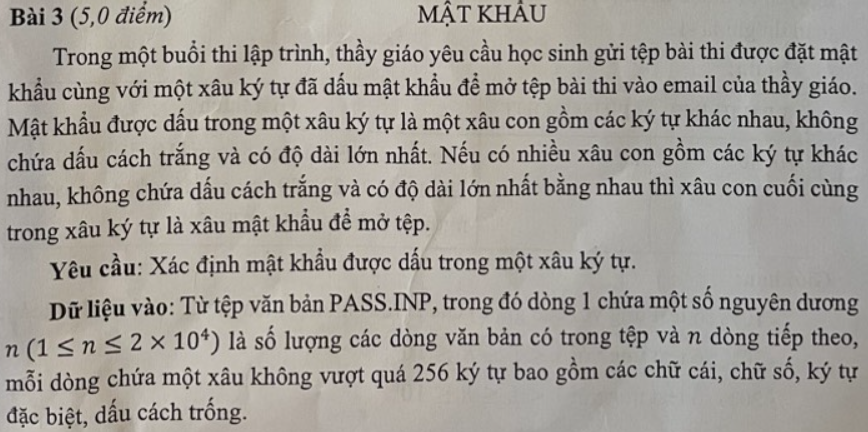 Bài 3 (5,0 điểm) MẬT KHẨU
Trong một buổi thi lập trình, thầy giáo yêu cầu học sinh gửi tệp bài thi được đặt mật
khẩu cùng với một xâu ký tự đã dấu mật khẩu để mở tệp bài thi vào email của thầy giáo.
Mật khẩu được dấu trong một xâu ký tự là một xâu con gồm các ký tự khác nhau, không
chứa dấu cách trắng và có độ dài lớn nhất. Nếu có nhiều xâu con gồm các ký tự khác
nhau, không chứa dấu cách trắng và có độ dài lớn nhất bằng nhau thì xâu con cuối cùng
trong xâu ký tự là xâu mật khẩu để mở tệp.
Yêu cầu: Xác định mật khẩu được dấu trong một xâu ký tự.
Dữ liệu vào: Từ tệp văn bản PASS.INP, trong đó dòng 1 chứa một số nguyên dương
n (1 ≤ n ≤ 2 × 10⁴) là số lượng các dòng văn bản có trong tệp và n dòng tiếp theo,
mỗi dòng chứa một xâu không vượt quá 256 ký tự bao gồm các chữ cái, chữ số, ký tự
đặc biệt, dấu cách trống.